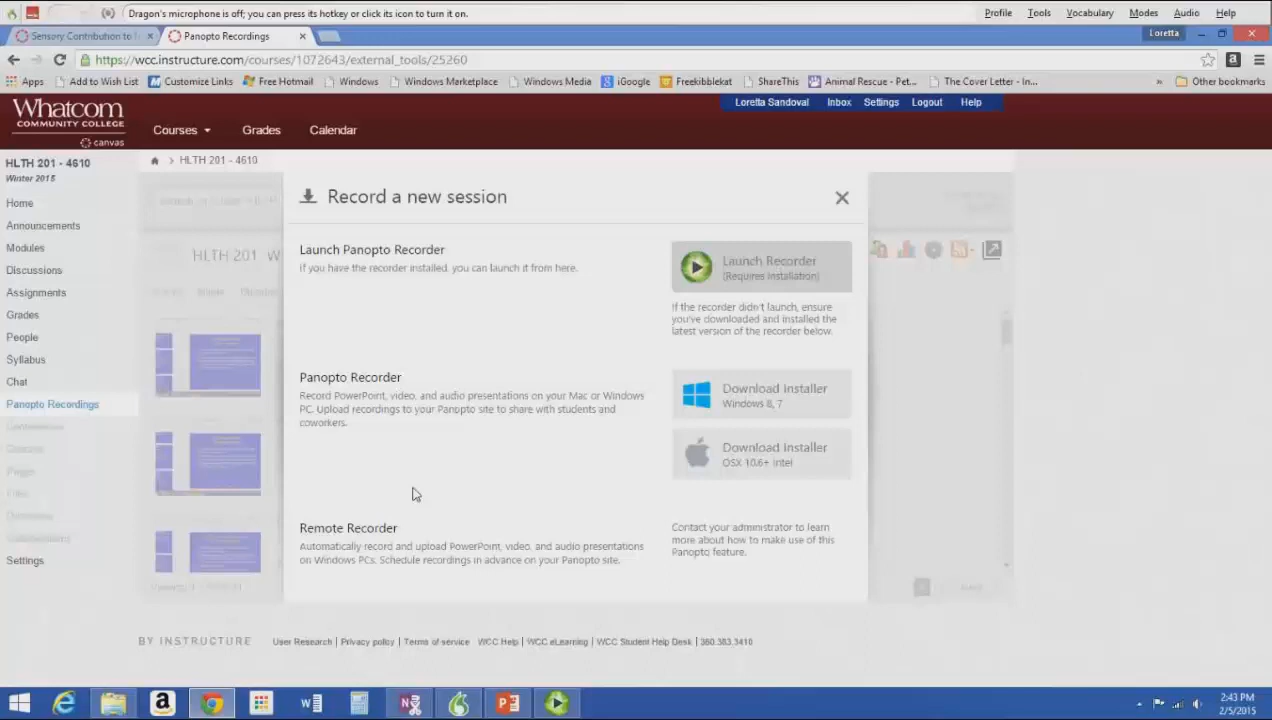 Dragon's microphone is off; you can press its hotkey or click its icon to turn it on.
Profile Tools Vocabulary Modes Audio Help
Sensory Contribution to
Panopto Recordings
Loretta
https://wcc.instructure.com/courses/1072643/external_tools/25260
Apps Add to Wish List Customize Links Free Hotmail Windows Windows Marketplace Windows Media iGoogle Freekibblekat ShareThis Animal Rescue - Pet... The Cover Letter - In... » Other bookmarks
Whatcom
COMMUNITY COLLEGE
canvas
Loretta Sandoval Inbox Settings Logout Help
Courses Grades Calendar
HLTH 201 - 4610
Winter 2015
HLTH 201 - 4610
Home
Announcements
Modules
Discussions
Assignments
Grades
People
Syllabus
Chat
Panopto Recordings
Settings
HLTH 201 W
Record a new session
Launch Panopto Recorder
If you have the recorder installed, you can launch it from here.
Launch Recorder
(Requires Installation)
If the recorder didn't launch, ensure
you've downloaded and installed the
latest version of the recorder below.
Panopto Recorder
Record PowerPoint, video, and audio presentations on your Mac or Windows
PC. Upload recordings to your Panopto site to share with students and
coworkers.
Download Installer
Windows 8, 7
Download Installer
OSX 10.6+ Intel
Remote Recorder
Automatically record and upload PowerPoint, video, and audio presentations
on Windows PCs. Schedule recordings in advance on your Panopto site.
Contact your administrator to learn
more about how to make use of this
Panopto feature.
BY INSTRUCTURE
User Research | Privacy policy | Terms of service WCC Help | WCC eLearning | WCC Student Help Desk | 360.383.3410
2:43 PM
2/5/2015